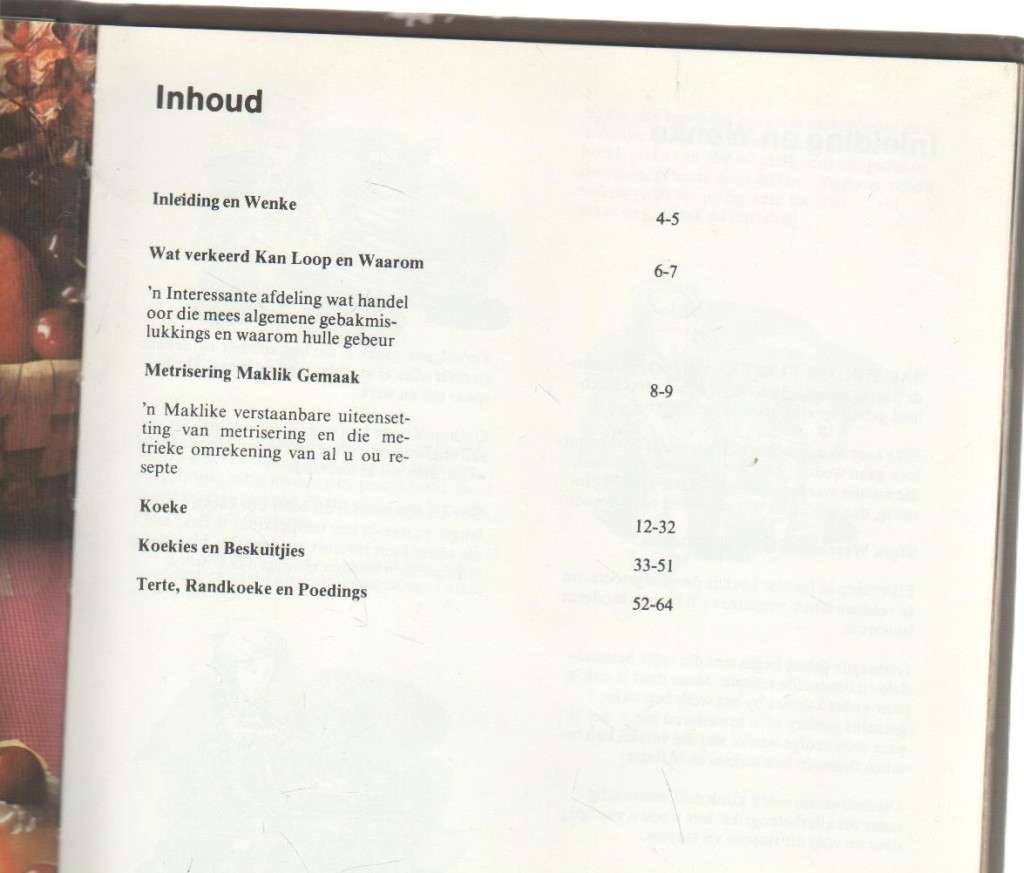 Inhoud
Inleiding en Wenke 4-5
Wat verkeerd Kan Loop en Waarom 6-7
'n Interessante afdeling wat handel
oor die mees algemene gebakmis-
lukkings en waarom hulle gebeur
Metrisering Maklik Gemaak 8-9
'n Maklike verstaanbare uiteenset-
ting van metrisering en die me-
trieke omrekening van al u ou re-
septe
Koeke 12-32
Koekies en Beskuitjies 33-51
Terte, Randkoeke en Poedings 52-64